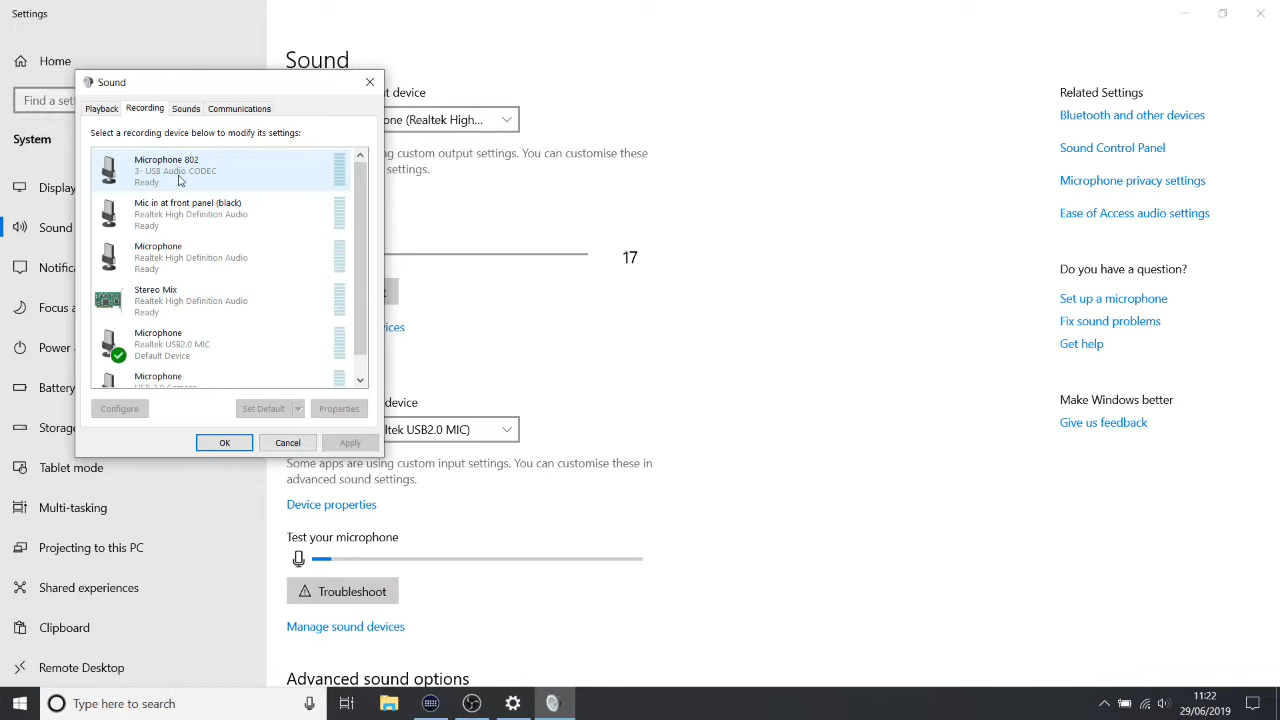 Settings
Home
Find a set
System
Display
Sound
Notific
Focus a
Power
Battery
Storag
Tablet mode
Multi-tasking
Projecting to this PC
Shared experiences
Clipboard
Remote Desktop
Sound
Playback
Recording
Sounds
Communications
Select a recording device below to modify its settings:
Microphone 802
3- USB Audio CODEC
Ready
Mic in at front panel (black)
Realtek High Definition Audio
Ready
Microphone
Realtek High Definition Audio
Ready
Stereo Mix
Realtek High Definition Audio
Ready
Microphone
Realtek USB2.0 MIC
Default Device
Microphone
USB 2.0 Camera
Configure
Set Default
Properties
OK
Cancel
Apply
Sound
t device
one (Realtek High...
ng custom output settings. You can customise these
settings.
17
ices
device
ltek USB2.0 MIC)
Some apps are using custom input settings. You can customise these in
advanced sound settings.
Device properties
Test your microphone
Troubleshoot
Manage sound devices
Advanced sound options
Related Settings
Bluetooth and other devices
Sound Control Panel
Microphone privacy settings
Ease of Access audio settings
Do you have a question?
Set up a microphone
Fix sound problems
Get help
Make Windows better
Give us feedback
Type here to search
11:22
29/06/2019